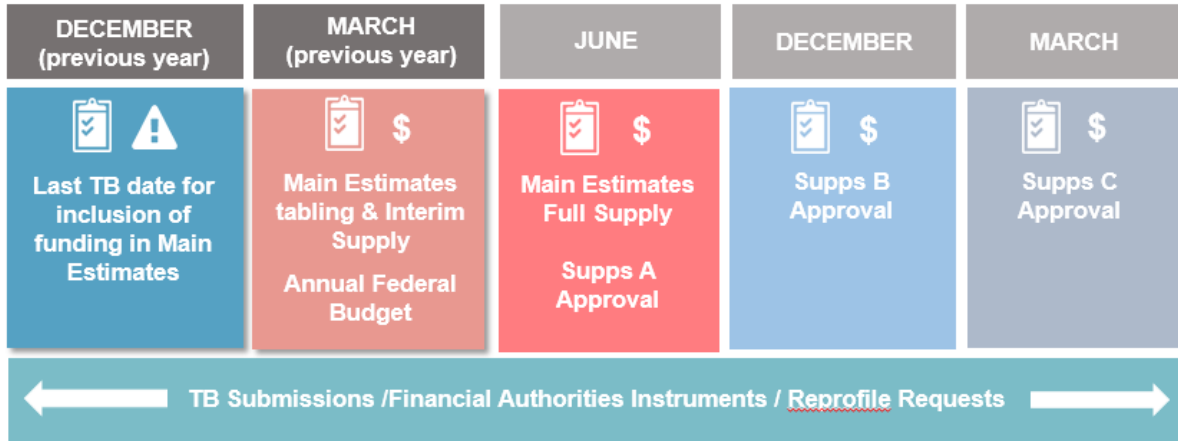 DECEMBER
(previous year)
MARCH
(previous year)
JUNE
DECEMBER
MARCH
Last TB date for
inclusion of
funding in Main
Estimates
$
Main Estimates
tabling & Interim
Supply
Annual Federal
Budget
$
Main Estimates
Full Supply
Supps A
Approval
$
Supps B
Approval
$
Supps C
Approval
TB Submissions /Financial Authorities Instruments / Reprofile Requests